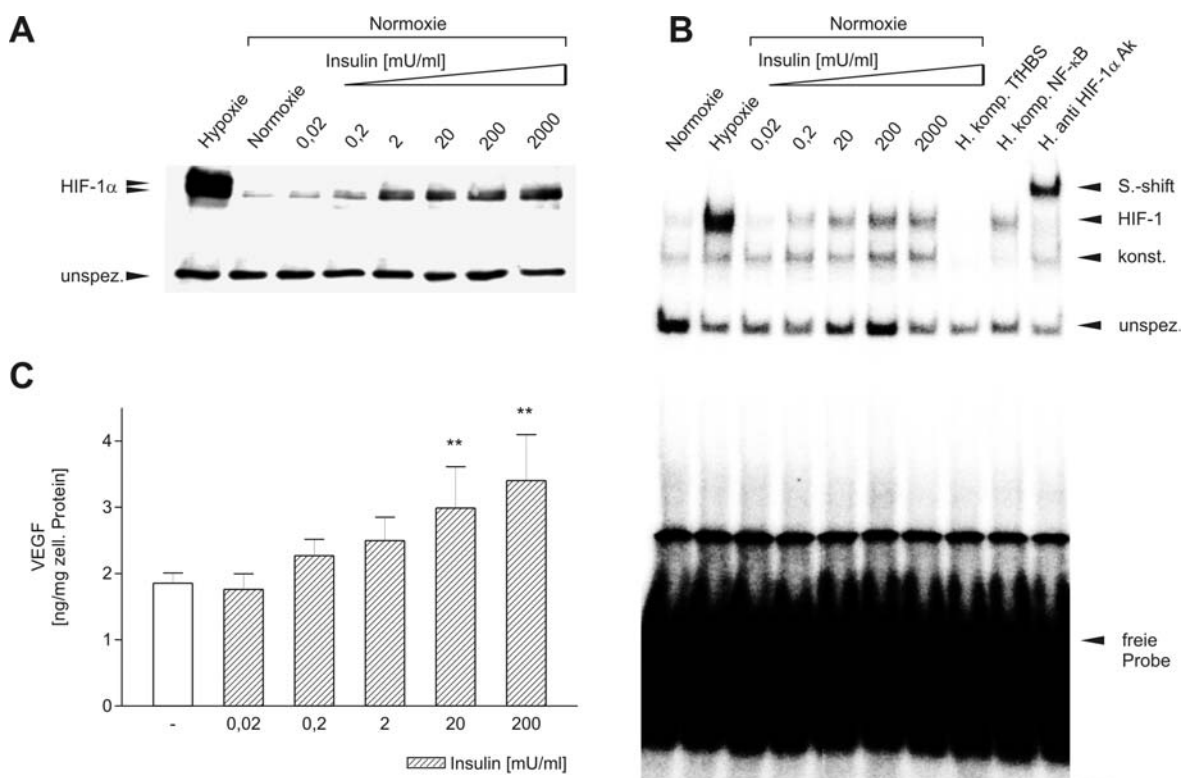 A
Normoxie
Insulin [mU/ml]
Hypoxie
Normoxie
0,02
0,2
2
20
200
2000
HIF-1α
unspez.
B
Normoxie
Insulin [mU/ml]
Normoxie
Hypoxie
0,02
0,2
20
200
2000
H. komp. TfHBS
H. komp. NF-κB
H. anti HIF-1α Ak
S.-shift
HIF-1
konst.
unspez.
freie
Probe
C
VEGF
[ng/mg zell. Protein]
4
3
2
1
0
**
**
- 0,02 0,2 2 20 200
Insulin [mU/ml]